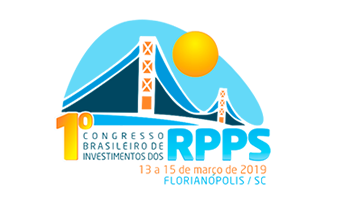 1º CONGRESSO
BRASILEIRO DE
INVESTIMENTOS DOS
RPPS
13 a 15 de março de 2019
FLORIANÓPOLIS / SC